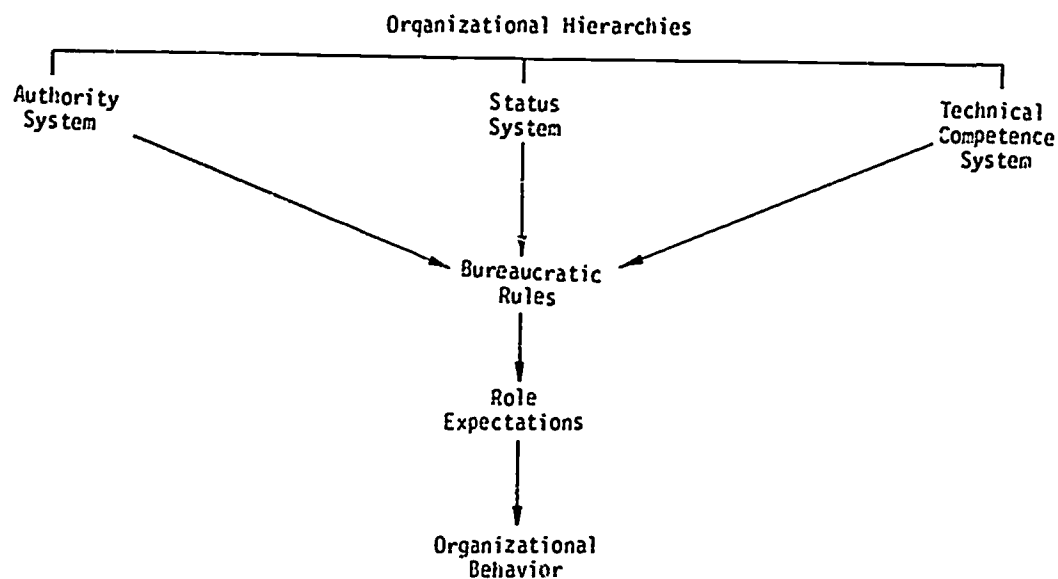 Organizational Hierarchies
Authority
System
Status
System
Technical
Competence
System
Bureaucratic
Rules
Role
Expectations
Organizational
Behavior